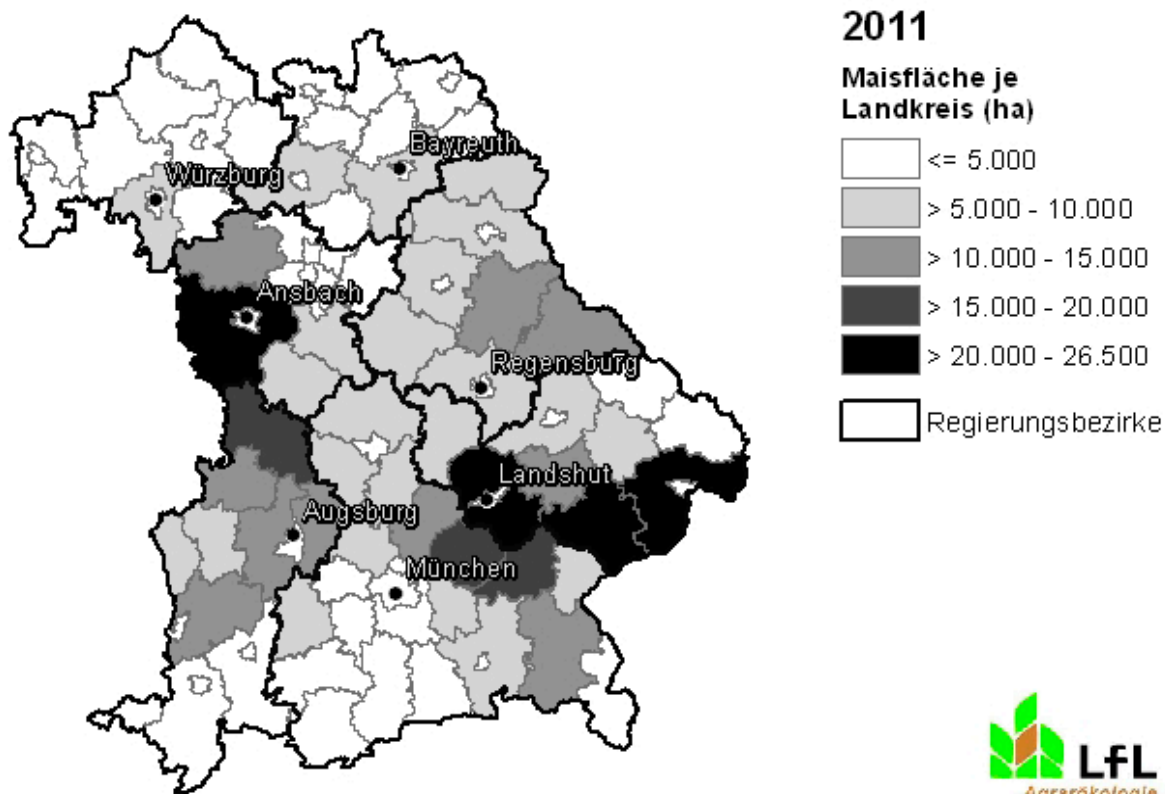 2011
Maisfläche je
Landkreis (ha)
<= 5.000
> 5.000 - 10.000
> 10.000 - 15.000
> 15.000 - 20.000
> 20.000 - 26.500
Regierungsbezirke
Bayreuth
Würzburg
Ansbach
Regensburg
Landshut
Augsburg
München
LfL
Agrarökologie